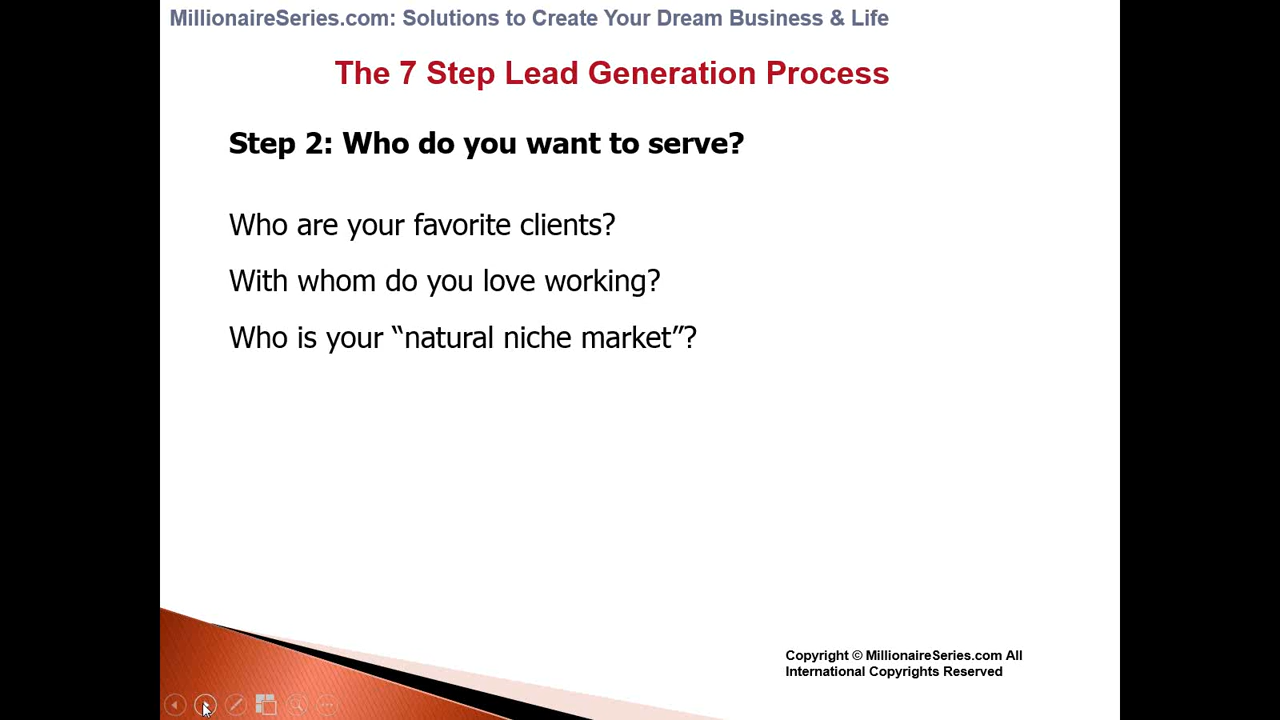 MillionaireSeries.com: Solutions to Create Your Dream Business & Life
The 7 Step Lead Generation Process
Step 2: Who do you want to serve?
Who are your favorite clients?
With whom do you love working?
Who is your “natural niche market”?
Copyright © MillionaireSeries.com All
International Copyrights Reserved